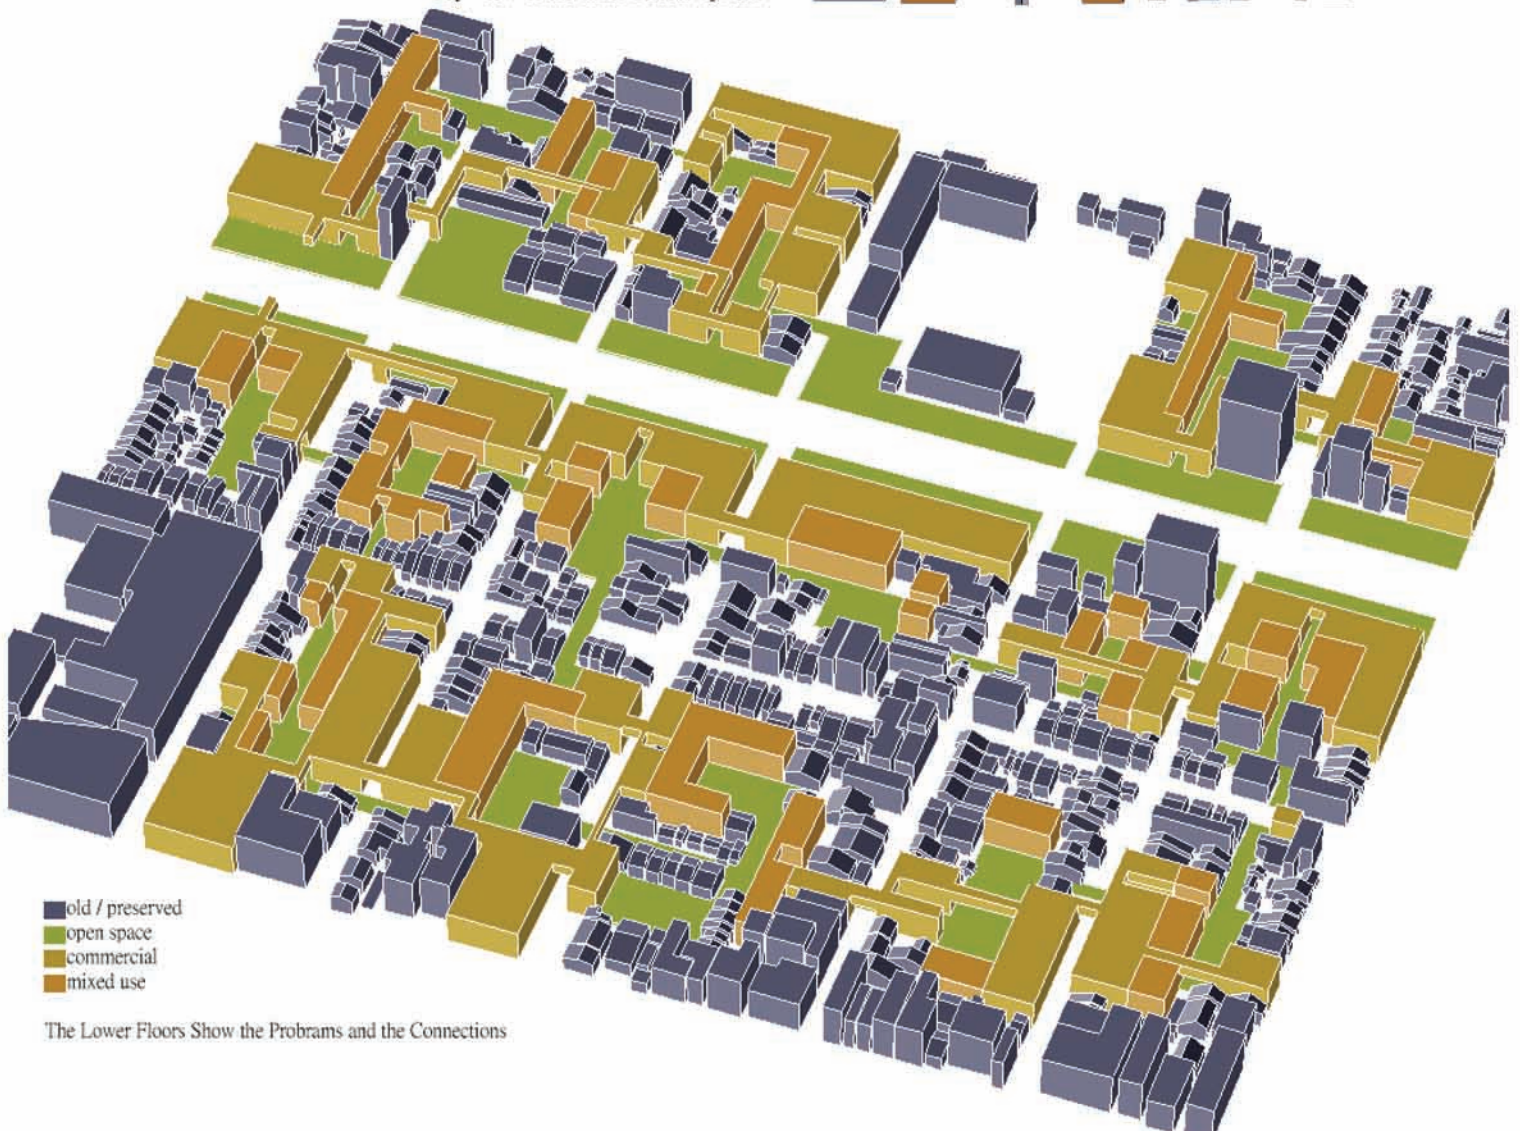 old / preserved
open space
commercial
mixed use
The Lower Floors Show the Probrams and the Connections